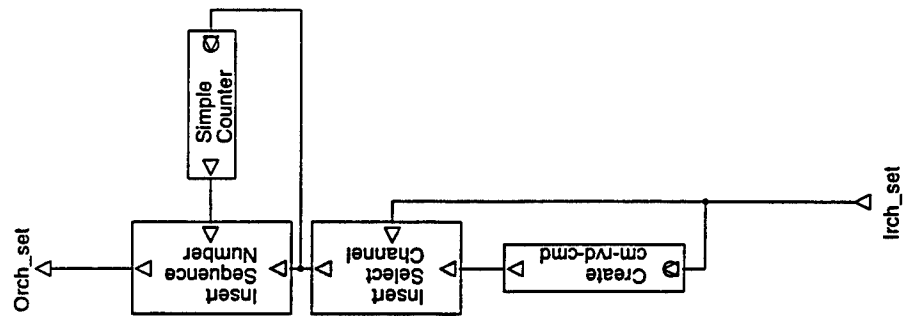 Orch_set
Simple
Counter
Insert
Sequence
Number
Insert
Select
Channel
Create
cm-rvd-cmd
Irch_set